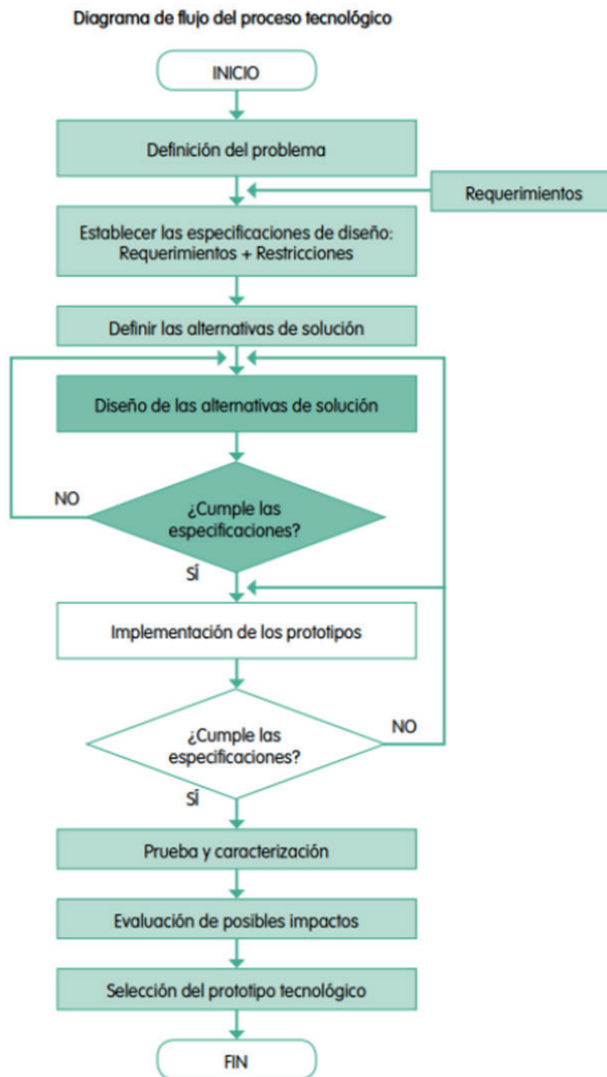 Diagrama de flujo del proceso tecnológico
INICIO
Definición del problema
Requerimientos
Establecer las especificaciones de diseño:
Requerimientos + Restricciones
Definir las alternativas de solución
Diseño de las alternativas de solución
NO
¿Cumple las
especificaciones?
SÍ
Implementación de los prototipos
¿Cumple las
especificaciones?
NO
SÍ
Prueba y caracterización
Evaluación de posibles impactos
Selección del prototipo tecnológico
FIN